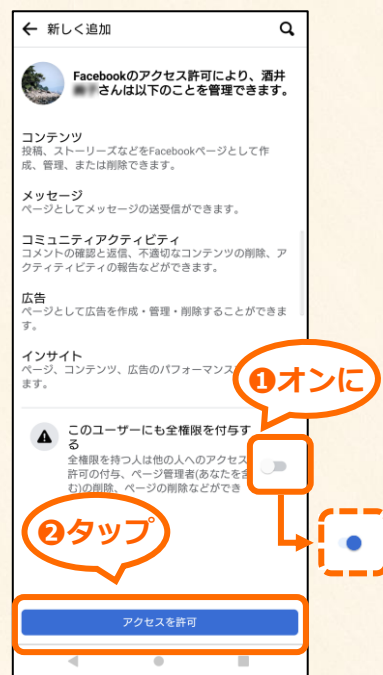 新しく追加
Facebookのアクセス許可により、酒井
さんは以下のことを管理できます。
コンテンツ
投稿、ストーリーズなどをFacebookページとして作
成、管理、または削除できます。
メッセージ
ページとしてメッセージの送受信ができます。
コミュニティアクティビティ
コメントの確認と返信、不適切なコンテンツの削除、ア
クティビティの報告などができます。
広告
ページとして広告を作成・管理・削除することができま
す。
インサイト
ページ、コンテンツ、広告のパフォーマンス
ます。
❶オンに
このユーザーにも全権限を付与す
る
全権限を持つ人は他の人へのアクセス
許可の付与、ページ管理者(あなたを含
む)の削除、ページの削除などができ
❷タップ
アクセスを許可